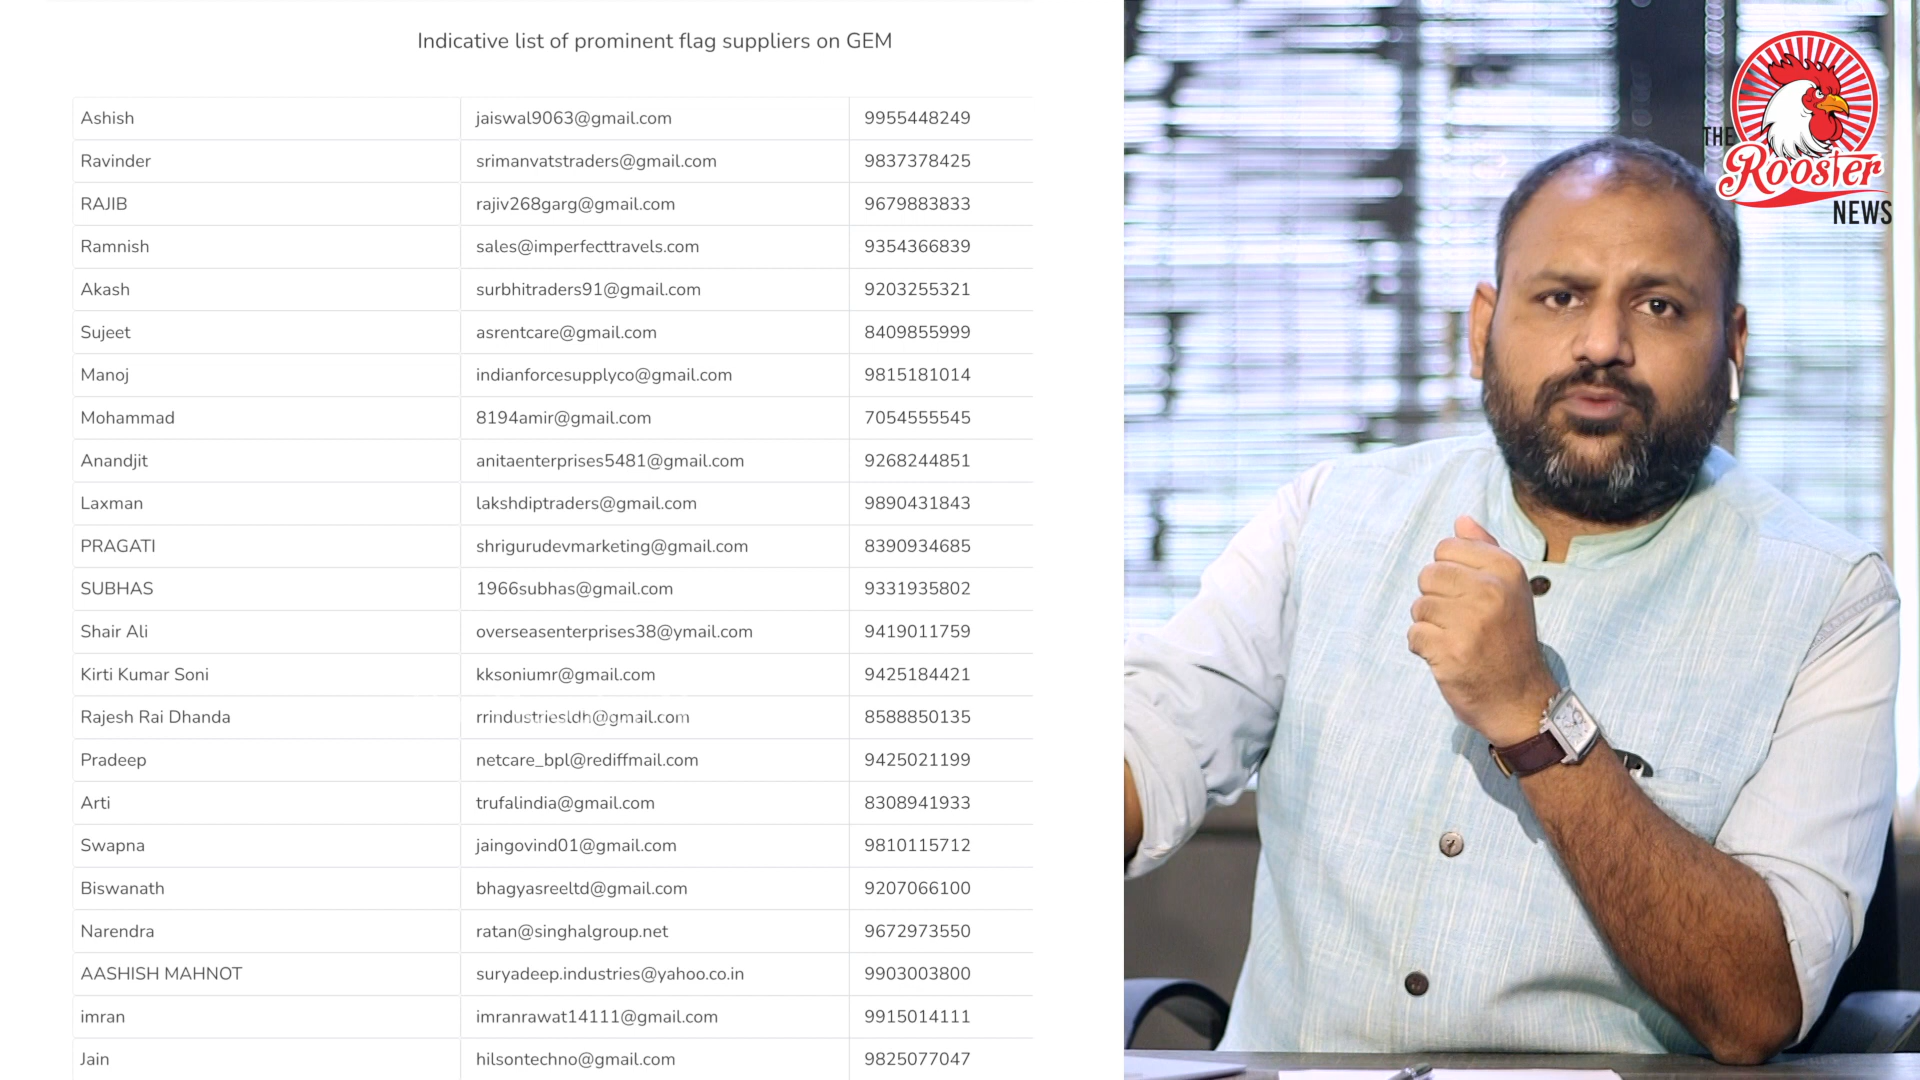 Indicative list of prominent flag suppliers on GEM
Ashish jaiswal9063@gmail.com 9955448249
Ravinder srimanvatstraders@gmail.com 9837378425
RAJIB rajiv268garg@gmail.com 9679883833
Ramnish sales@imperfecttravels.com 9354366839
Akash surbhitraders91@gmail.com 9203255321
Sujeet asrentcare@gmail.com 8409855999
Manoj indianforcesupplyco@gmail.com 9815181014
Mohammad 8194amir@gmail.com 7054555545
Anandjit anitaenterprises5481@gmail.com 9268244851
Laxman lakshdiptraders@gmail.com 9890431843
PRAGATI shrigurudevmarketing@gmail.com 8390934685
SUBHAS 1966subhas@gmail.com 9331935802
Shair Ali overseasenterprises38@ymail.com 9419011759
Kirti Kumar Soni kksoniumr@gmail.com 9425184421
Rajesh Rai Dhanda rrindustriesldh@gmail.com 8588850135
Pradeep netcare_bpl@rediffmail.com 9425021199
Arti trufalindia@gmail.com 8308941933
Swapna jaingovind01@gmail.com 9810115712
Biswanath bhagyasreeltd@gmail.com 9207066100
Narendra ratan@singhalgroup.net 9672973550
AASHISH MAHNOT suryadeep.industries@yahoo.co.in 9903003800
imran imranrawat14111@gmail.com 9915014111
Jain hilsontechno@gmail.com 9825077047
THE
Rooster
NEWS